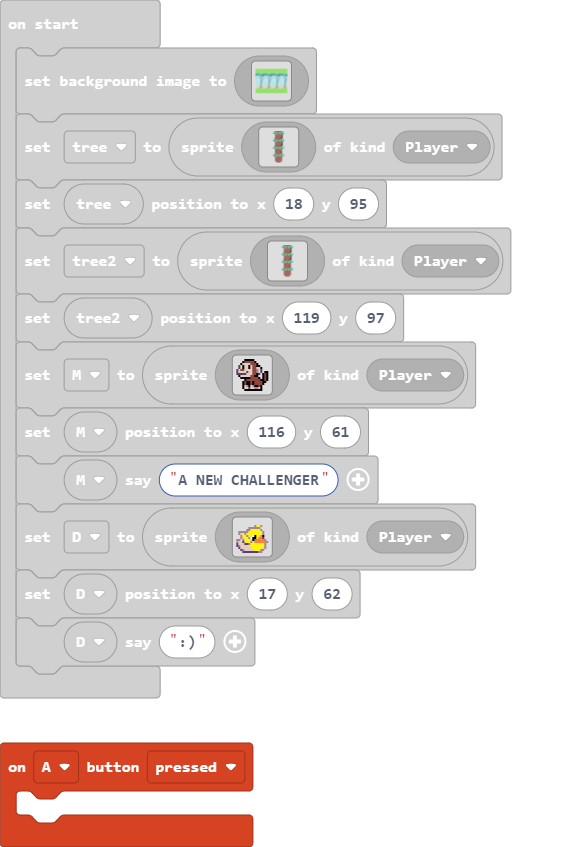 on start
set background image to
set tree to sprite of kind Player
set tree position to x 18 y 95
set tree2 to sprite of kind Player
set tree2 position to x 119 y 97
set M to sprite of kind Player
set M position to x 116 y 61
M say "A NEW CHALLENGER"
set D to sprite of kind Player
set D position to x 17 y 62
D say ":)"
on A button pressed